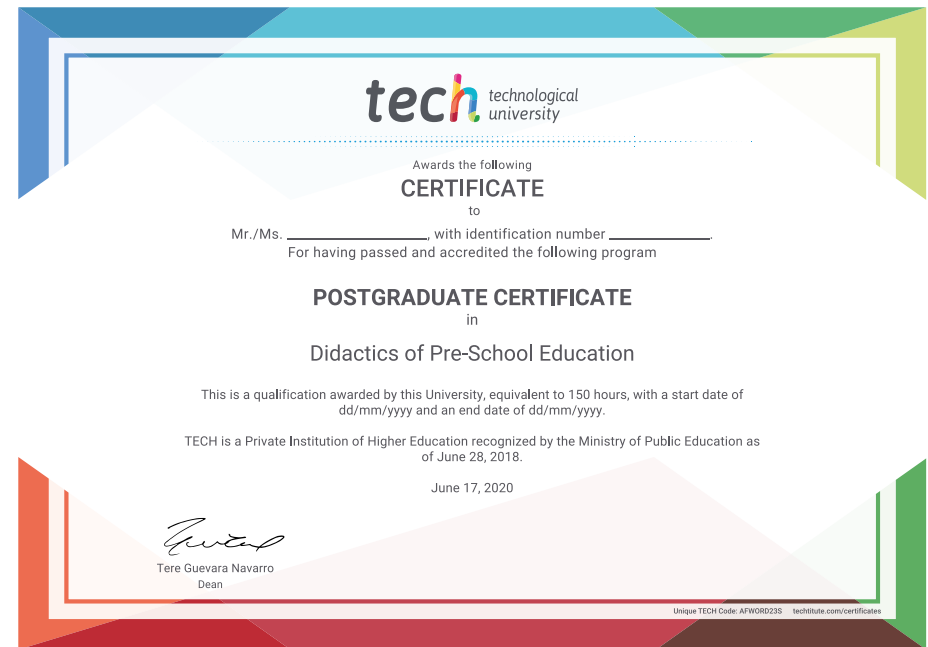 tech technological
university
Awards the following
CERTIFICATE
to
Mr./Ms. ____________________, with identification number ______________.
For having passed and accredited the following program
POSTGRADUATE CERTIFICATE
in
Didactics of Pre-School Education
This is a qualification awarded by this University, equivalent to 150 hours, with a start date of
dd/mm/yyyy and an end date of dd/mm/yyyy.
TECH is a Private Institution of Higher Education recognized by the Ministry of Public Education as
of June 28, 2018.
June 17, 2020
Tere Guevara Navarro
Dean
Unique TECH Code: AFWORD23S techtitute.com/certificates